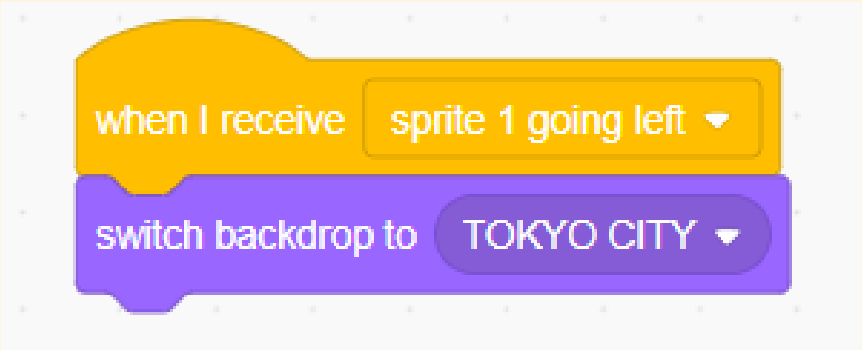 when I receive sprite 1 going left
switch backdrop to TOKYO CITY